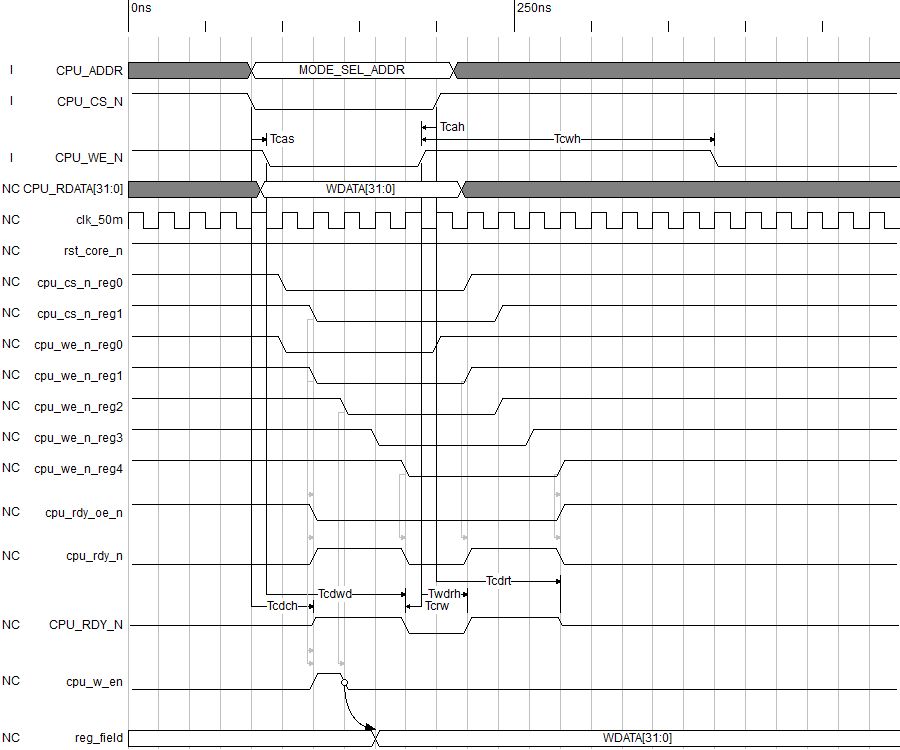 0ns 250ns
I CPU_ADDR MODE_SEL_ADDR
I CPU_CS_N
Tcah
Tcas Tcwh
I CPU_WE_N
NC CPU_RDATA[31:0] WDATA[31:0]
NC clk_50m
NC rst_core_n
NC cpu_cs_n_reg0
NC cpu_cs_n_reg1
NC cpu_we_n_reg0
NC cpu_we_n_reg1
NC cpu_we_n_reg2
NC cpu_we_n_reg3
NC cpu_we_n_reg4
NC cpu_rdy_oe_n
NC cpu_rdy_n
Tcdrt
Tcdwd Twdrh
Tcdch Tcrw
NC CPU_RDY_N
NC cpu_w_en
NC reg_field WDATA[31:0]